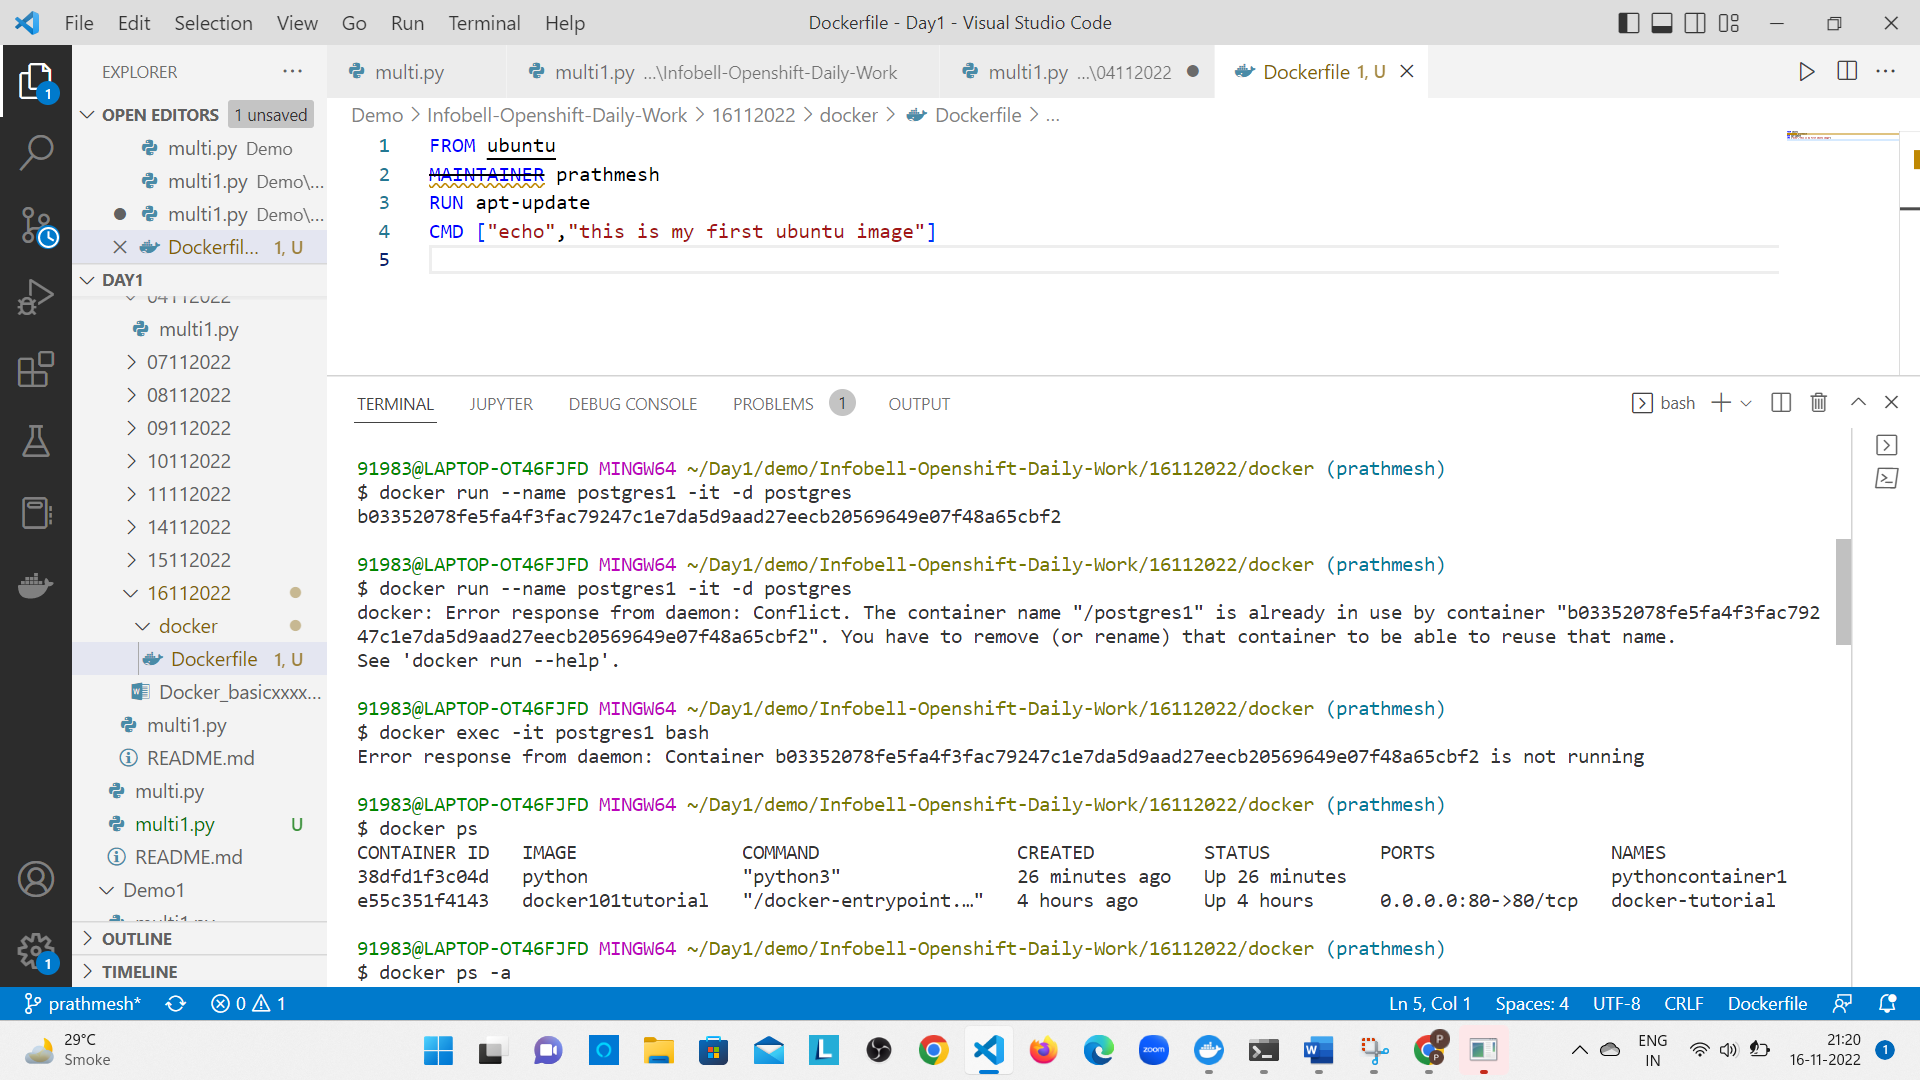 File Edit Selection View Go Run Terminal Help
Dockerfile - Day1 - Visual Studio Code
EXPLORER
OPEN EDITORS 1 unsaved
multi.py Demo
multi1.py Demo\...
multi1.py Demo\...
Dockerfil... 1, U
DAY1
04112022
multi1.py
07112022
08112022
09112022
10112022
11112022
14112022
15112022
16112022
docker
Dockerfile 1, U
Docker_basicxxxx...
multi1.py
README.md
multi.py
multi1.py U
README.md
Demo1
multi1.py
OUTLINE
TIMELINE
1
1
multi.py
multi1.py ...\Infobell-Openshift-Daily-Work
multi1.py ...\04112022
Dockerfile 1, U
Demo > Infobell-Openshift-Daily-Work > 16112022 > docker > Dockerfile > ...
1 FROM ubuntu
2 MAINTAINER prathmesh
3 RUN apt-update
4 CMD ["echo","this is my first ubuntu image"]
5
TERMINAL JUPYTER DEBUG CONSOLE PROBLEMS 1 OUTPUT
bash
91983@LAPTOP-OT46FJFD MINGW64 ~/Day1/demo/Infobell-Openshift-Daily-Work/16112022/docker (prathmesh)
$ docker run --name postgres1 -it -d postgres
b03352078fe5fa4f3fac79247c1e7da5d9aad27eecb20569649e07f48a65cbf2
91983@LAPTOP-OT46FJFD MINGW64 ~/Day1/demo/Infobell-Openshift-Daily-Work/16112022/docker (prathmesh)
$ docker run --name postgres1 -it -d postgres
docker: Error response from daemon: Conflict. The container name "/postgres1" is already in use by container "b03352078fe5fa4f3fac792
47c1e7da5d9aad27eecb20569649e07f48a65cbf2". You have to remove (or rename) that container to be able to reuse that name.
See 'docker run --help'.
91983@LAPTOP-OT46FJFD MINGW64 ~/Day1/demo/Infobell-Openshift-Daily-Work/16112022/docker (prathmesh)
$ docker exec -it postgres1 bash
Error response from daemon: Container b03352078fe5fa4f3fac79247c1e7da5d9aad27eecb20569649e07f48a65cbf2 is not running
91983@LAPTOP-OT46FJFD MINGW64 ~/Day1/demo/Infobell-Openshift-Daily-Work/16112022/docker (prathmesh)
$ docker ps
CONTAINER ID IMAGE COMMAND CREATED STATUS PORTS NAMES
38dfd1f3c04d python "python3" 26 minutes ago Up 26 minutes pythoncontainer1
e55c351f4143 docker101tutorial "/docker-entrypoint.…" 4 hours ago Up 4 hours 0.0.0.0:80->80/tcp docker-tutorial
91983@LAPTOP-OT46FJFD MINGW64 ~/Day1/demo/Infobell-Openshift-Daily-Work/16112022/docker (prathmesh)
$ docker ps -a
prathmesh* 0 1 Ln 5, Col 1 Spaces: 4 UTF-8 CRLF Dockerfile
29°C
Smoke
L
zoom
W
P
P
ENG
IN
21:20
16-11-2022
1